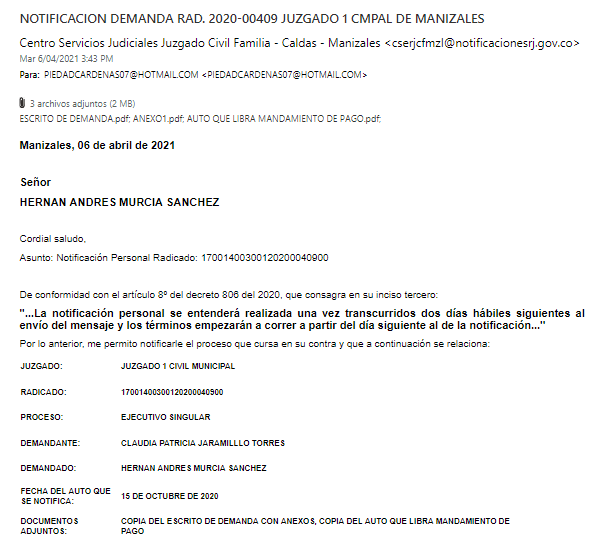 NOTIFICACION DEMANDA RAD. 2020-00409 JUZGADO 1 CMPAL DE MANIZALES
Centro Servicios Judiciales Juzgado Civil Familia - Caldas - Manizales <cserjcfmzl@notificacionesrj.gov.co>
Mar 6/04/2021 3:43 PM
Para: PIEDADCARDENAS07@HOTMAIL.COM <PIEDADCARDENAS07@HOTMAIL.COM>
3 archivos adjuntos (2 MB)
ESCRITO DE DEMANDA.pdf; ANEXO1.pdf; AUTO QUE LIBRA MANDAMIENTO DE PAGO.pdf;
Manizales, 06 de abril de 2021
Señor
HERNAN ANDRES MURCIA SANCHEZ
Cordial saludo,
Asunto: Notificación Personal Radicado: 17001400300120200040900
De conformidad con el artículo 8º del decreto 806 del 2020, que consagra en su inciso tercero:
"...La notificación personal se entenderá realizada una vez transcurridos dos días hábiles siguientes al
envío del mensaje y los términos empezarán a correr a partir del día siguiente al de la notificación..."
Por lo anterior, me permito notificarle el proceso que cursa en su contra y que a continuación se relaciona:
JUZGADO: JUZGADO 1 CIVIL MUNICIPAL
RADICADO: 17001400300120200040900
PROCESO: EJECUTIVO SINGULAR
DEMANDANTE: CLAUDIA PATRICIA JARAMILLLO TORRES
DEMANDADO: HERNAN ANDRES MURCIA SANCHEZ
FECHA DEL AUTO QUE
SE NOTIFICA: 15 DE OCTUBRE DE 2020
DOCUMENTOS COPIA DEL ESCRITO DE DEMANDA CON ANEXOS, COPIA DEL AUTO QUE LIBRA MANDAMIENTO DE
ADJUNTOS: PAGO